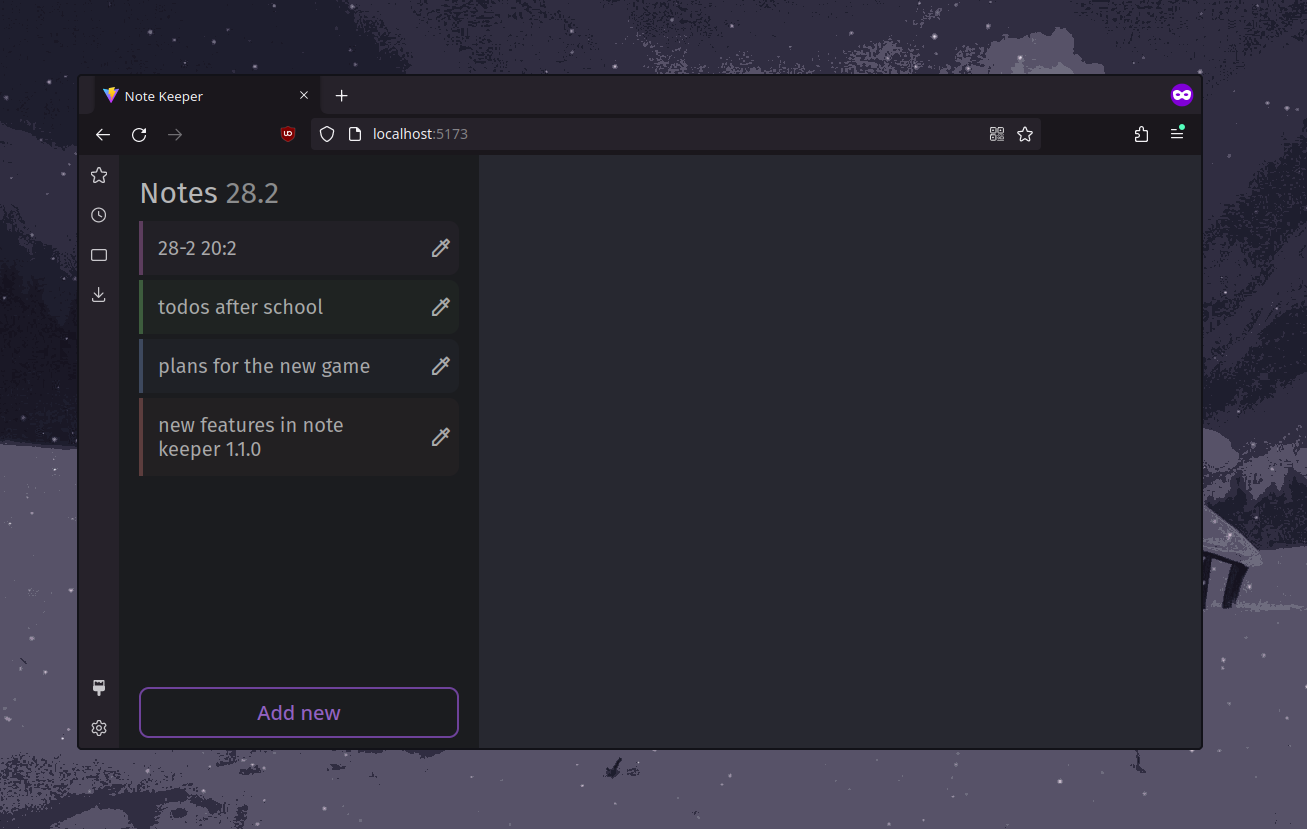 Note Keeper
localhost:5173
Notes 28.2
28-2 20:2
todos after school
plans for the new game
new features in note
keeper 1.1.0
Add new